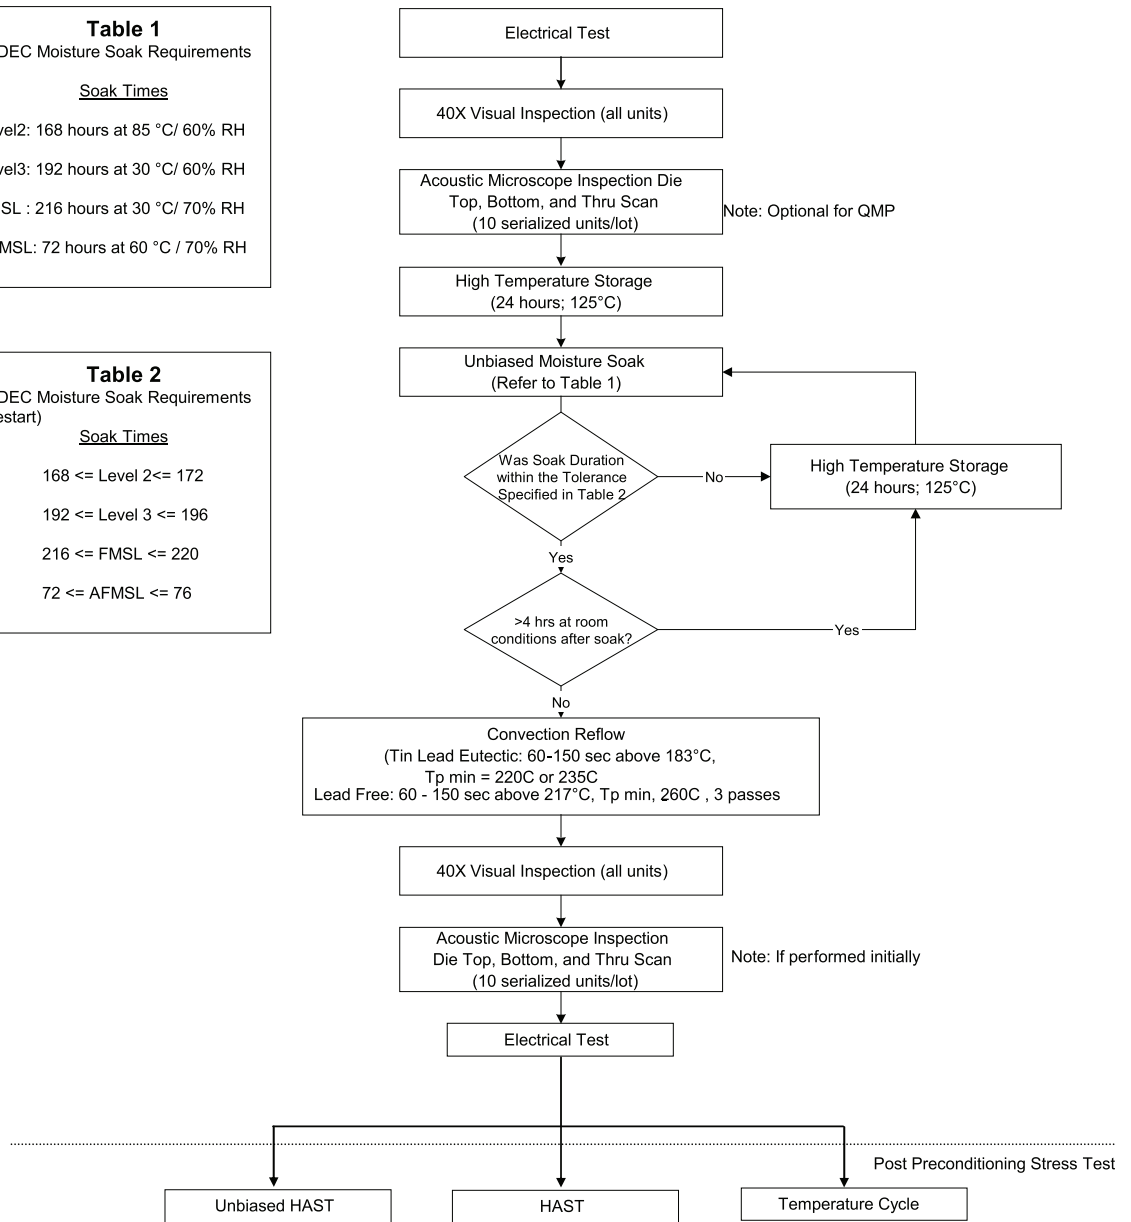 Table 1
DEC Moisture Soak Requirements
Soak Times
vel2: 168 hours at 85 °C/ 60% RH
vel3: 192 hours at 30 °C/ 60% RH
SL : 216 hours at 30 °C/ 70% RH
MSL: 72 hours at 60 °C / 70% RH
Table 2
DEC Moisture Soak Requirements
estart)
Soak Times
168 <= Level 2<= 172
192 <= Level 3 <= 196
216 <= FMSL <= 220
72 <= AFMSL <= 76
Electrical Test
40X Visual Inspection (all units)
Acoustic Microscope Inspection Die
Top, Bottom, and Thru Scan
(10 serialized units/lot)
Note: Optional for QMP
High Temperature Storage
(24 hours; 125°C)
Unbiased Moisture Soak
(Refer to Table 1)
Was Soak Duration
within the Tolerance
Specified in Table 2
No
High Temperature Storage
(24 hours; 125°C)
Yes
>4 hrs at room
conditions after soak?
Yes
No
Convection Reflow
(Tin Lead Eutectic: 60-150 sec above 183°C,
Tp min = 220C or 235C
Lead Free: 60 - 150 sec above 217°C, Tp min, 260C , 3 passes
40X Visual Inspection (all units)
Acoustic Microscope Inspection
Die Top, Bottom, and Thru Scan
(10 serialized units/lot)
Note: If performed initially
Electrical Test
Post Preconditioning Stress Test
Unbiased HAST
HAST
Temperature Cycle